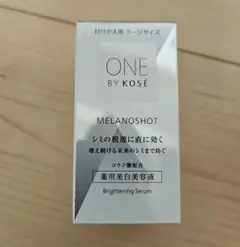 付けかえ用 ラージサイズ
ONE
BY KOSÉ
MELANOSHOT
シミの根源に直に効く
増え続ける未来のシミまで防ぐ
コウジ酸配合
薬用美白美容液
Brightening Serum